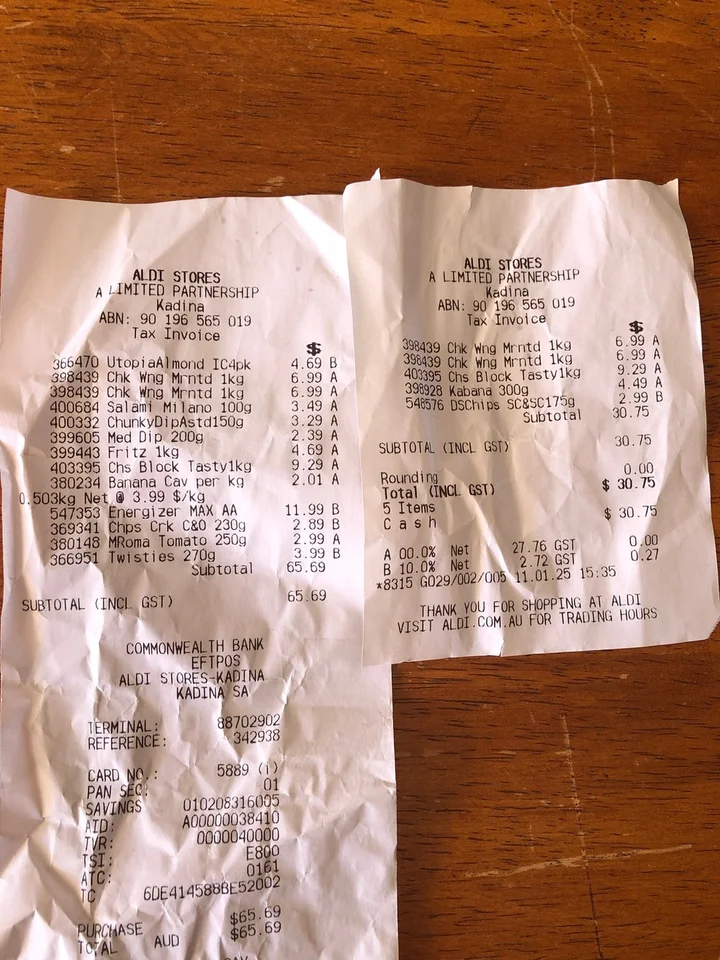 ALDI STORES
A LIMITED PARTNERSHIP
Kadina
ABN: 90 196 565 019
Tax Invoice
$
366470 UtopiaAlmond IC4pk 4.69 B
398439 Chk Wng Mrntd 1kg 6.99 A
398439 Chk Wng Mrntd 1kg 6.99 A
400684 Salami Milano 100g 3.49 A
400332 ChunkyDipAstd150g 3.29 A
399605 Med Dip 200g 2.39 A
399443 Fritz 1kg 4.69 A
403395 Chs Block Tasty1kg 9.29 A
380234 Banana Cav per kg 2.01 A
0.503kg Net @ 3.99 $/kg
547353 Energizer MAX AA 11.99 B
369341 Chps Crk C&O 230g 2.89 B
380148 MRoma Tomato 250g 2.99 A
366951 Twisties 270g 3.99 B
Subtotal 65.69
SUBTOTAL (INCL GST) 65.69
COMMONWEALTH BANK
EFTPOS
ALDI STORES-KADINA
KADINA SA
TERMINAL: 88702902
REFERENCE: 342938
CARD NO.: 5889 (i)
PAN SEC: 01
SAVINGS 010208316005
AID: A00000038410
TVR: 0000040000
TSI: E800
ATC: 0161
TC 6DE414588BE52002
PURCHASE $65.69
TOTAL AUD $65.69
ALDI STORES
A LIMITED PARTNERSHIP
Kadina
ABN: 90 196 565 019
Tax Invoice
$
398439 Chk Wng Mrntd 1kg 6.99 A
398439 Chk Wng Mrntd 1kg 6.99 A
403395 Chs Block Tasty1kg 9.29 A
398928 Kabana 300g 4.49 A
548576 DSChips SC&SC175g 2.99 B
Subtotal 30.75
SUBTOTAL (INCL GST) 30.75
Rounding 0.00
Total (INCL GST) $ 30.75
5 Items
Cash $ 30.75
A 00.0% Net 27.76 GST 0.00
B 10.0% Net 2.72 GST 0.27
*8315 G029/002/005 11.01.25 15:35
THANK YOU FOR SHOPPING AT ALDI
VISIT ALDI.COM.AU FOR TRADING HOURS